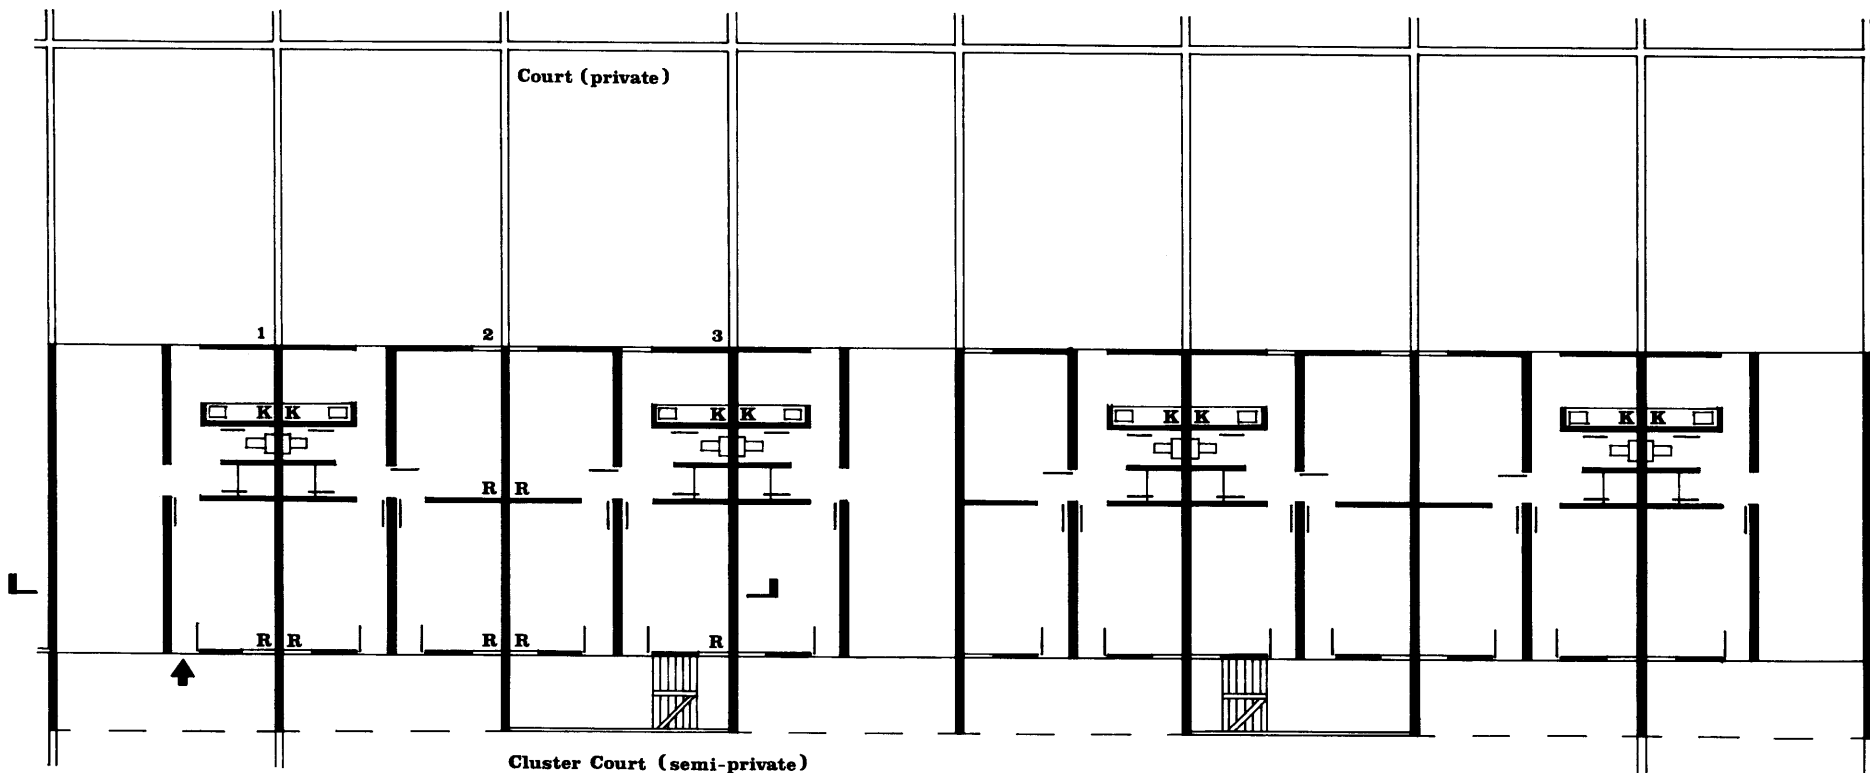 Court (private)
1 2 3
K K K K K K K K
R R
R R R R R
Cluster Court (semi-private)